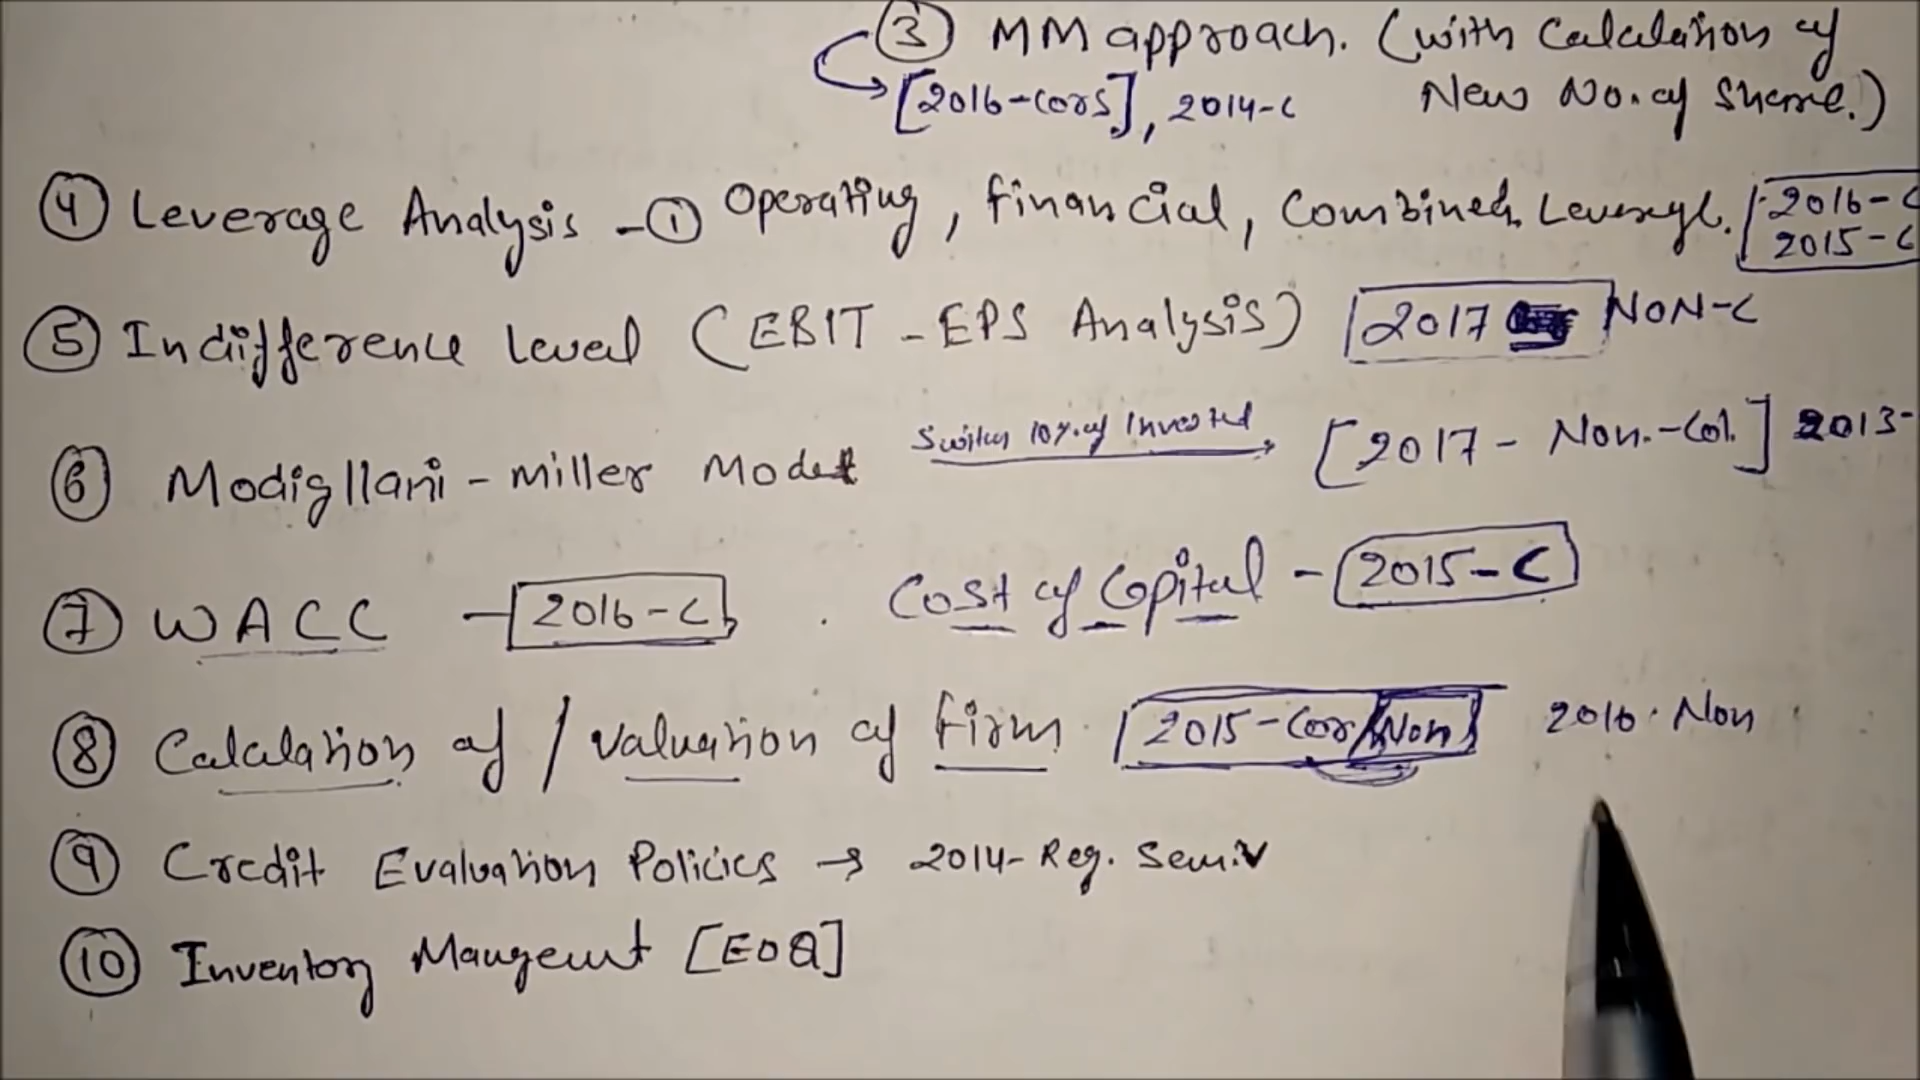 ③ MM approach. (with Calculation of
[2016-Cors], 2014-C New No. of Share.)
④ Leverage Analysis - ① Operating, financial, Combined Leverage. [2016-C
2015-C
⑤ Indifference level (EBIT - EPS Analysis) [2017 NON-C
⑥ Modigllani - Miller Model [2017 - Non.-Col.] 2013-
10% of Invested
⑦ WACC - 2016-C, Cost of Capital - 2015-C
⑧ Calculation of / Valuation of firm. [2015-Cor/Non] 2016. Non
⑨ Credit Evaluation Policies → 2014- Reg. Sem.V
⑩ Inventory Mangemt [EOQ]